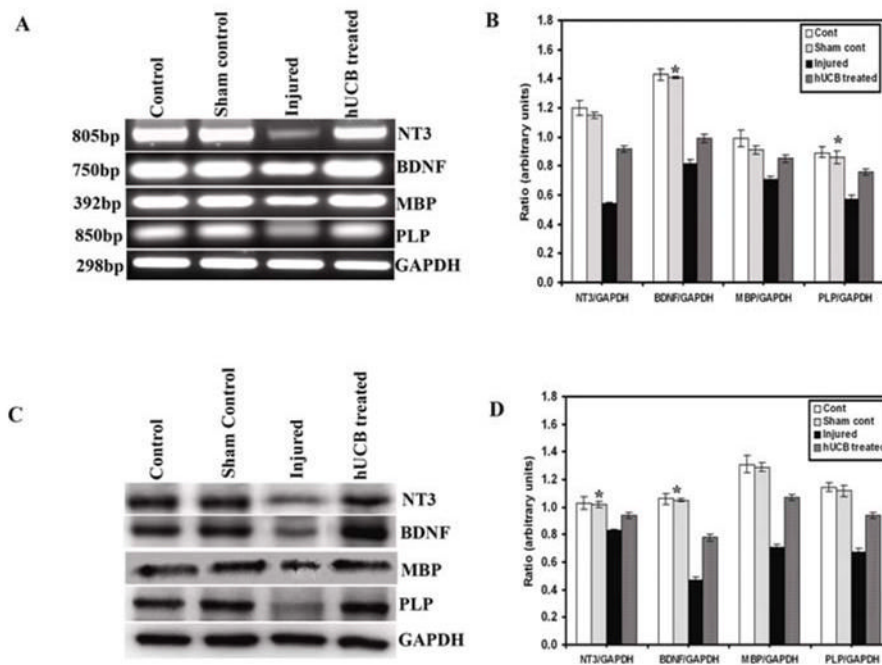 A
Control
Sham control
Injured
hUCB treated
805bp NT3
750bp BDNF
392bp MBP
850bp PLP
298bp GAPDH
B
Ratio (arbitrary units)
1.8
1.6
1.4
1.2
1.0
0.8
0.6
0.4
0.2
0.0
Cont
Sham cont
Injured
hUCB treated
*
*
NT3/GAPDH BDNF/GAPDH MBP/GAPDH PLP/GAPDH
C
Control
Sham Control
Injured
hUCB treated
NT3
BDNF
MBP
PLP
GAPDH
D
Ratio (arbitrary units)
1.8
1.6
1.4
1.2
1.0
0.8
0.6
0.4
0.2
0.0
Cont
Sham cont
Injured
hUCB treated
*
*
NT3/GAPDH BDNF/GAPDH MBP/GAPDH PLP/GAPDH